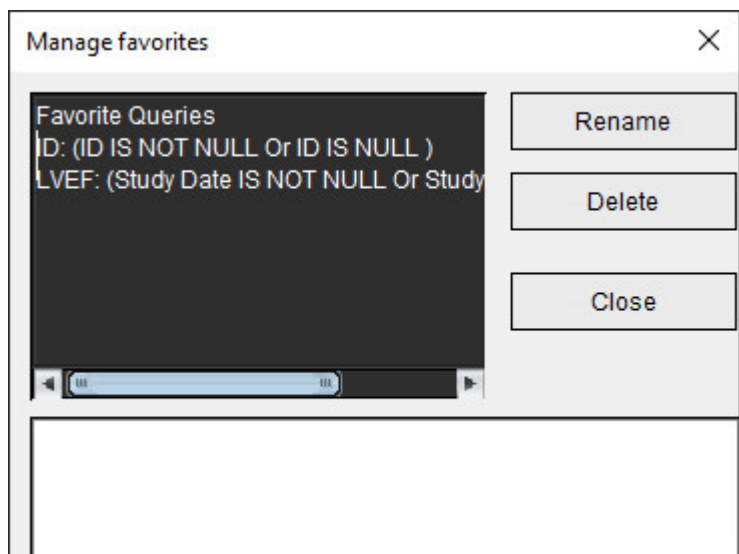 Manage favorites
Favorite Queries
ID: (ID IS NOT NULL Or ID IS NULL )
LVEF: (Study Date IS NOT NULL Or Study
Rename
Delete
Close